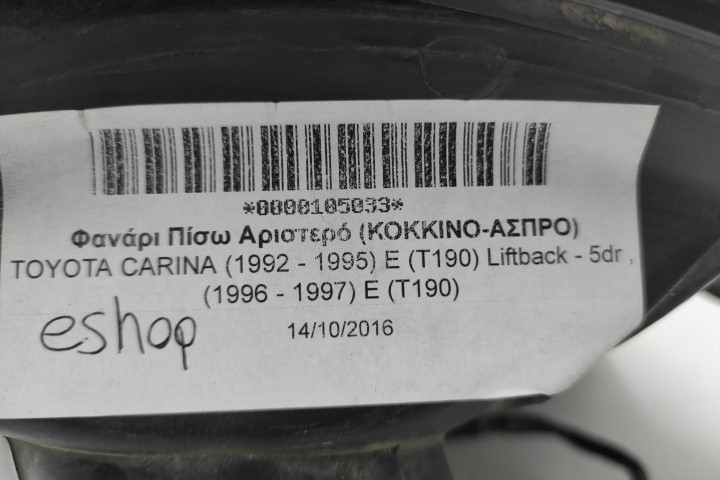 *0000105033*
Φανάρι Πίσω Αριστερό (ΚΟΚΚΙΝΟ-ΑΣΠΡΟ)
TOYOTA CARINA (1992 - 1995) E (T190) Liftback - 5dr ,
(1996 - 1997) E (T190)
eshop
14/10/2016